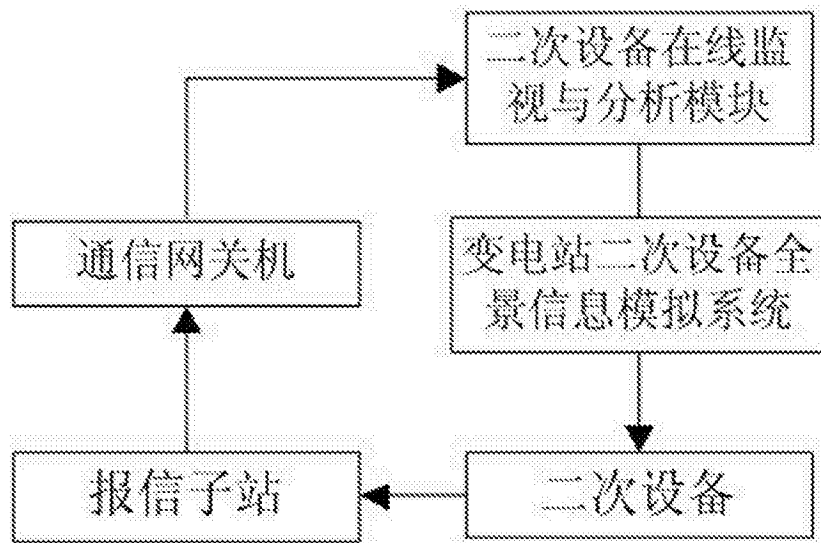 二次设备在线监
视与分析模块
通信网关机
变电站二次设备全
景信息模拟系统
报信子站
二次设备